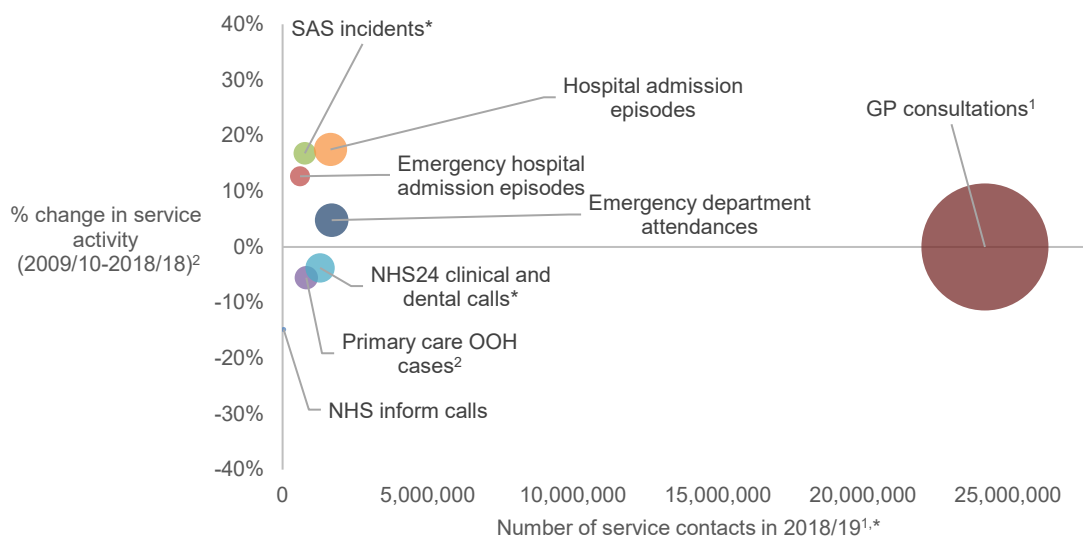 40%
SAS incidents*
30%
Hospital admission
episodes
GP consultations¹
20%
Emergency hospital
admission episodes
10%
Emergency department
attendances
% change in service
activity
(2009/10-2018/18)²
0%
NHS24 clinical and
dental calls*
-10%
Primary care OOH
cases²
-20%
NHS inform calls
-30%
-40%
0 5,000,000 10,000,000 15,000,000 20,000,000 25,000,000
Number of service contacts in 2018/19¹,*